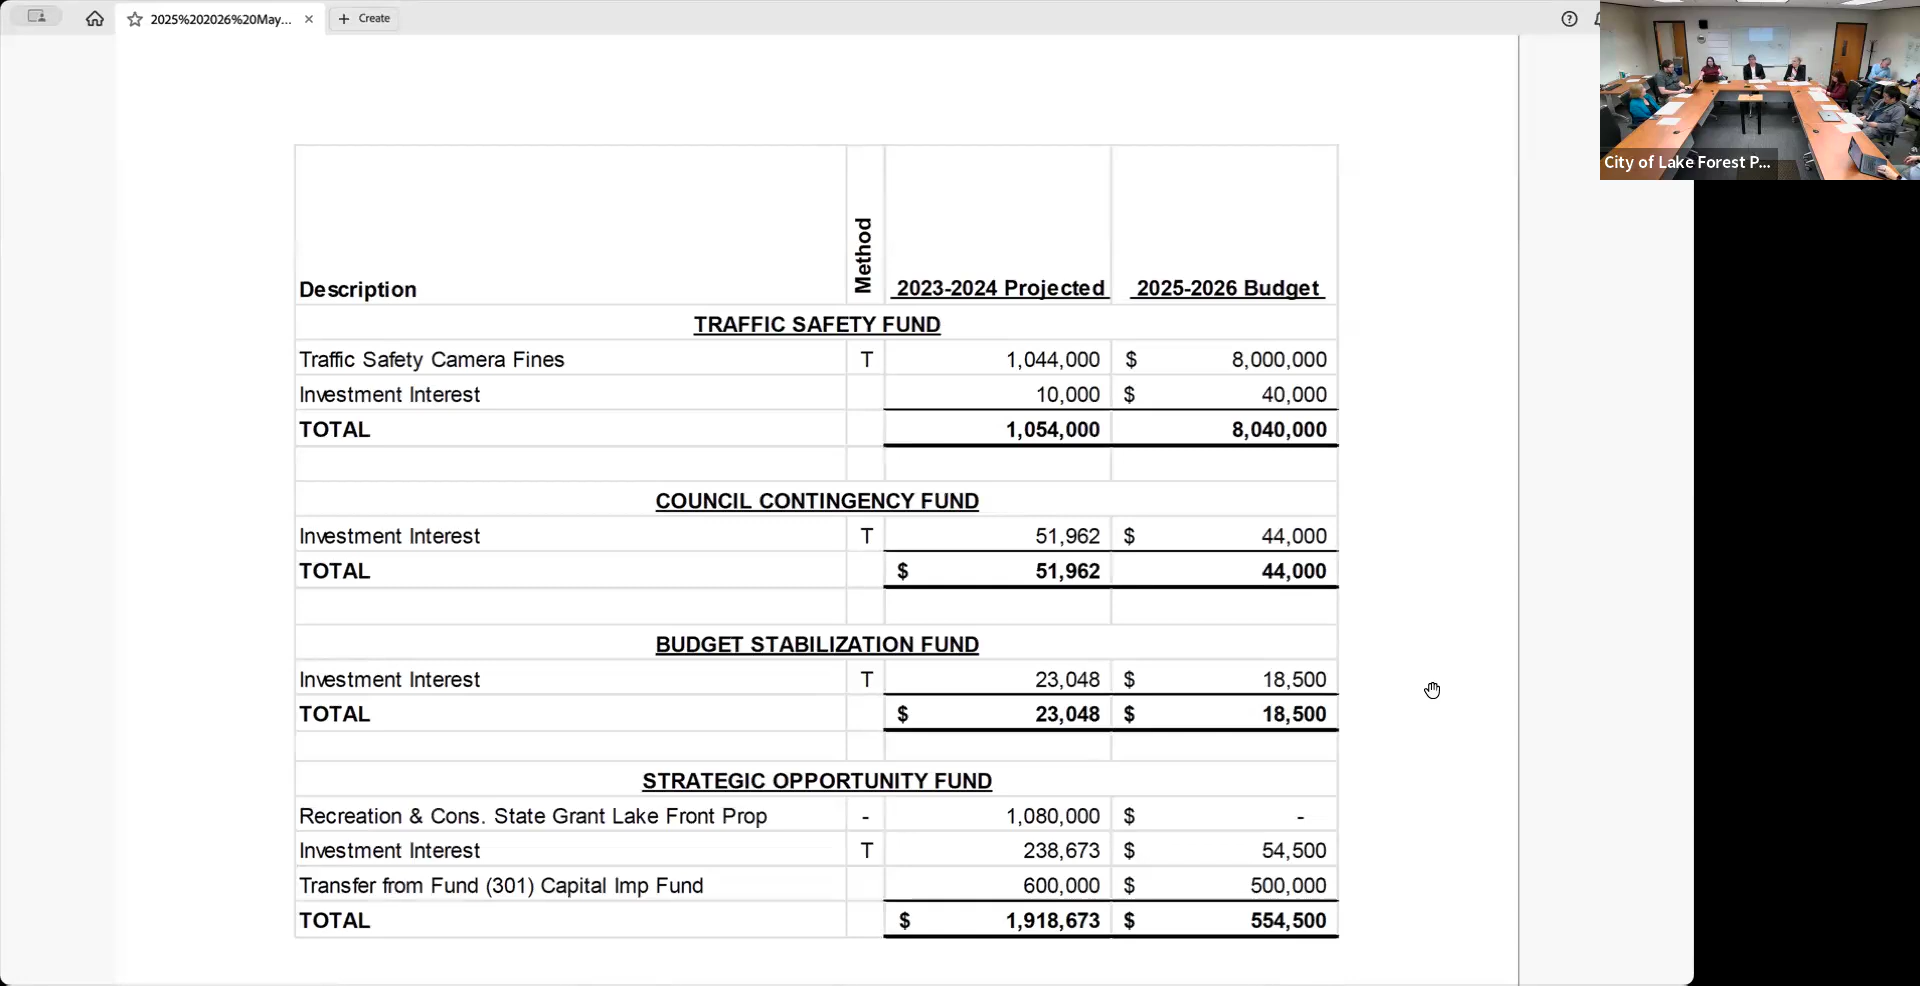 2025%202026%20May...
Create
City of Lake Forest P...
Description Method 2023-2024 Projected 2025-2026 Budget
TRAFFIC SAFETY FUND
Traffic Safety Camera Fines T 1,044,000 $ 8,000,000
Investment Interest 10,000 $ 40,000
TOTAL 1,054,000 8,040,000
COUNCIL CONTINGENCY FUND
Investment Interest T 51,962 $ 44,000
TOTAL $ 51,962 44,000
BUDGET STABILIZATION FUND
Investment Interest T 23,048 $ 18,500
TOTAL $ 23,048 $ 18,500
STRATEGIC OPPORTUNITY FUND
Recreation & Cons. State Grant Lake Front Prop - 1,080,000 $ -
Investment Interest T 238,673 $ 54,500
Transfer from Fund (301) Capital Imp Fund 600,000 $ 500,000
TOTAL $ 1,918,673 $ 554,500